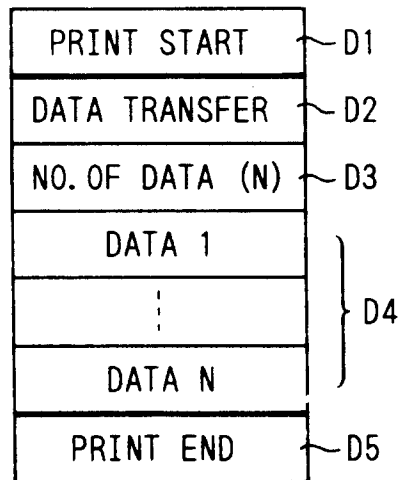 PRINT START D1
DATA TRANSFER D2
NO. OF DATA (N) D3
DATA 1
D4
DATA N
PRINT END D5